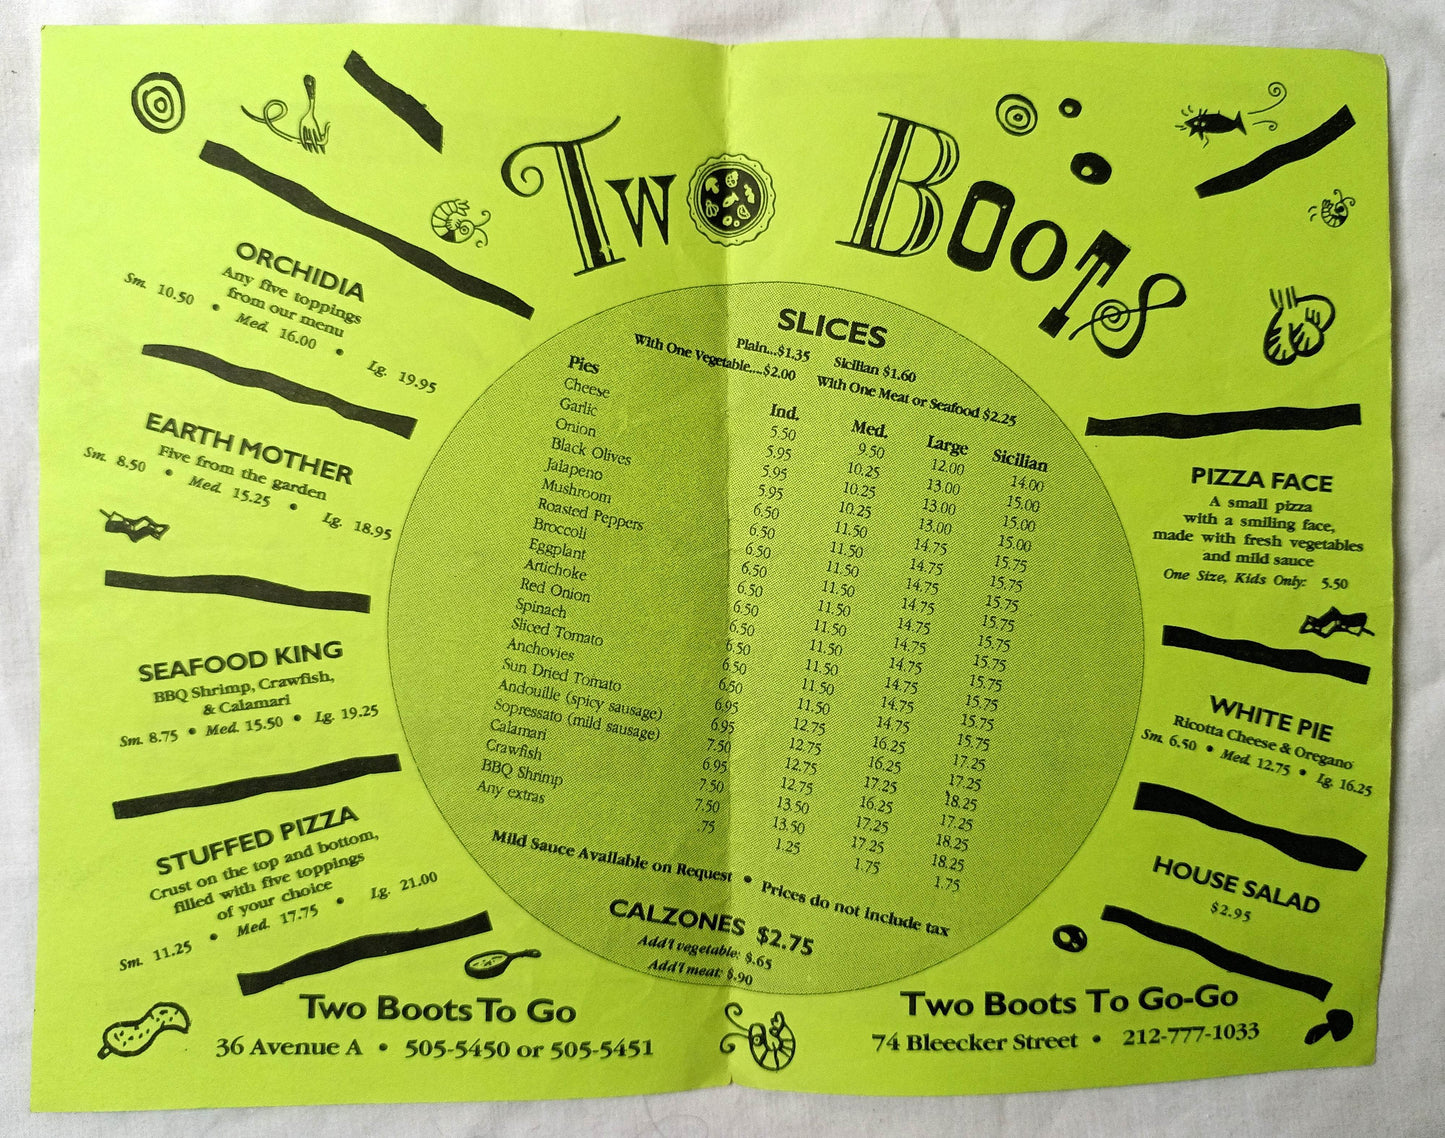 Two Boots
ORCHIDIA
Any five toppings
from our menu
Sm. 10.50 • Med. 16.00 • Lg. 19.95
EARTH MOTHER
Five from the garden
Sm. 8.50 • Med. 15.25 • Lg. 18.95
SEAFOOD KING
BBQ Shrimp, Crawfish,
& Calamari
Sm. 8.75 • Med. 15.50 • Lg. 19.25
STUFFED PIZZA
Crust on the top and bottom,
filled with five toppings
of your choice
Sm. 11.25 • Med. 17.75 • Lg. 21.00
SLICES
Plain...$1.35 Sicilian $1.60
With One Vegetable....$2.00 With One Meat or Seafood $2.25
Pies Ind. Med. Large Sicilian
Cheese 5.50 9.50 12.00 14.00
Garlic 5.95 10.25 13.00 15.00
Onion 5.95 10.25 13.00 15.00
Black Olives 5.95 10.25 13.00 15.00
Jalapeno 6.50 11.50 14.75 15.75
Mushroom 6.50 11.50 14.75 15.75
Roasted Peppers 6.50 11.50 14.75 15.75
Broccoli 6.50 11.50 14.75 15.75
Eggplant 6.50 11.50 14.75 15.75
Artichoke 6.50 11.50 14.75 15.75
Red Onion 6.50 11.50 14.75 15.75
Spinach 6.50 11.50 14.75 15.75
Sliced Tomato 6.50 11.50 14.75 15.75
Anchovies 6.50 11.50 14.75 15.75
Sun Dried Tomato 6.95 12.75 16.25 17.25
Andouille (spicy sausage) 6.95 12.75 16.25 17.25
Sopressato (mild sausage) 7.50 12.75 17.25 18.25
Calamari 6.95 12.75 16.25 17.25
Crawfish 7.50 13.50 17.25 18.25
BBQ Shrimp 7.50 13.50 17.25 18.25
Any extras .75 1.25 1.75 1.75
Mild Sauce Available on Request • Prices do not include tax
CALZONES $2.75
Add'l vegetable: $.65
Add'l meat: $.90
PIZZA FACE
A small pizza
with a smiling face,
made with fresh vegetables
and mild sauce
One Size, Kids Only: 5.50
WHITE PIE
Ricotta Cheese & Oregano
Sm. 6.50 • Med. 12.75 • Lg. 16.25
HOUSE SALAD
$2.95
Two Boots To Go
36 Avenue A • 505-5450 or 505-5451
Two Boots To Go-Go
74 Bleecker Street • 212-777-1033